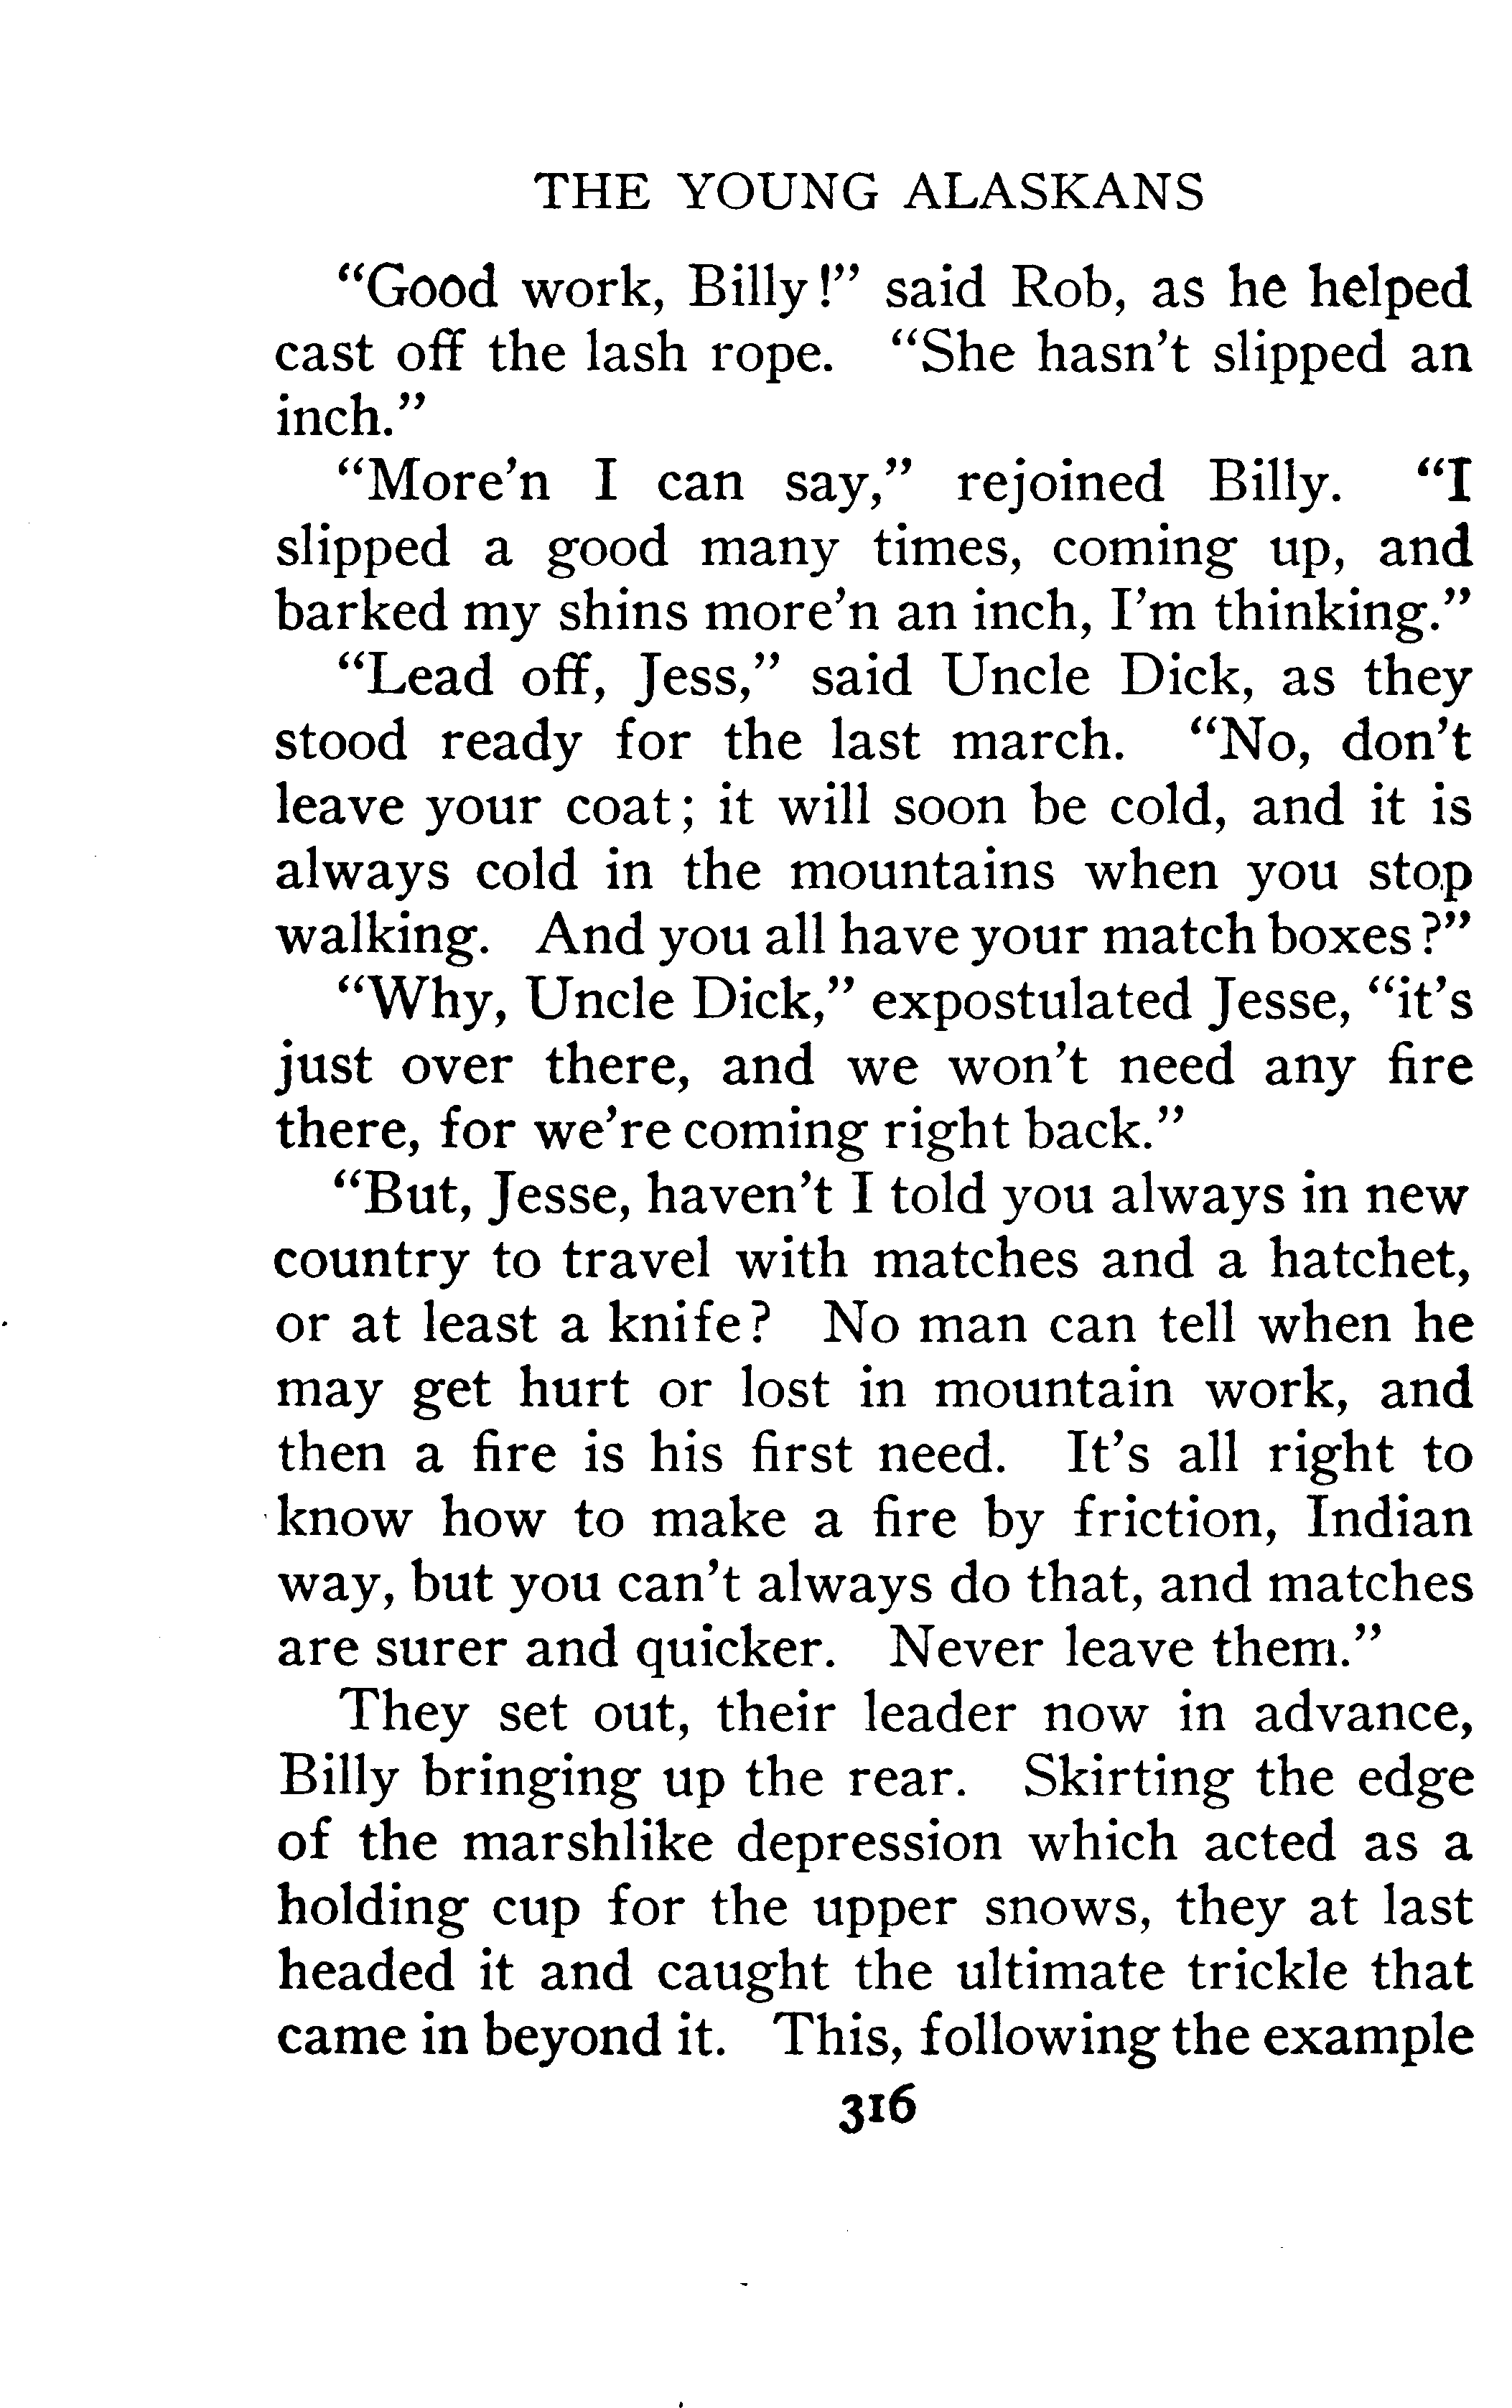 THE YOUNG ALASKANS
“Good work, Billy!” said Rob, as he helped
cast off the lash rope. “She hasn't slipped an
inch.”
“More'n I can say,” rejoined Billy. “I
slipped a good many times, coming up, and
barked my shins more'n an inch, I'm thinking.”
“Lead off, Jess,” said Uncle Dick, as they
stood ready for the last march. “No, don't
leave your coat; it will soon be cold, and it is
always cold in the mountains when you stop
walking. And you all have your match boxes?”
“Why, Uncle Dick,” expostulated Jesse, “it's
just over there, and we won't need any fire
there, for we're coming right back.”
“But, Jesse, haven't I told you always in new
country to travel with matches and a hatchet,
or at least a knife? No man can tell when he
may get hurt or lost in mountain work, and
then a fire is his first need. It's all right to
know how to make a fire by friction, Indian
way, but you can't always do that, and matches
are surer and quicker. Never leave them.”
They set out, their leader now in advance,
Billy bringing up the rear. Skirting the edge
of the marshlike depression which acted as a
holding cup for the upper snows, they at last
headed it and caught the ultimate trickle that
came in beyond it. This, following the example
316